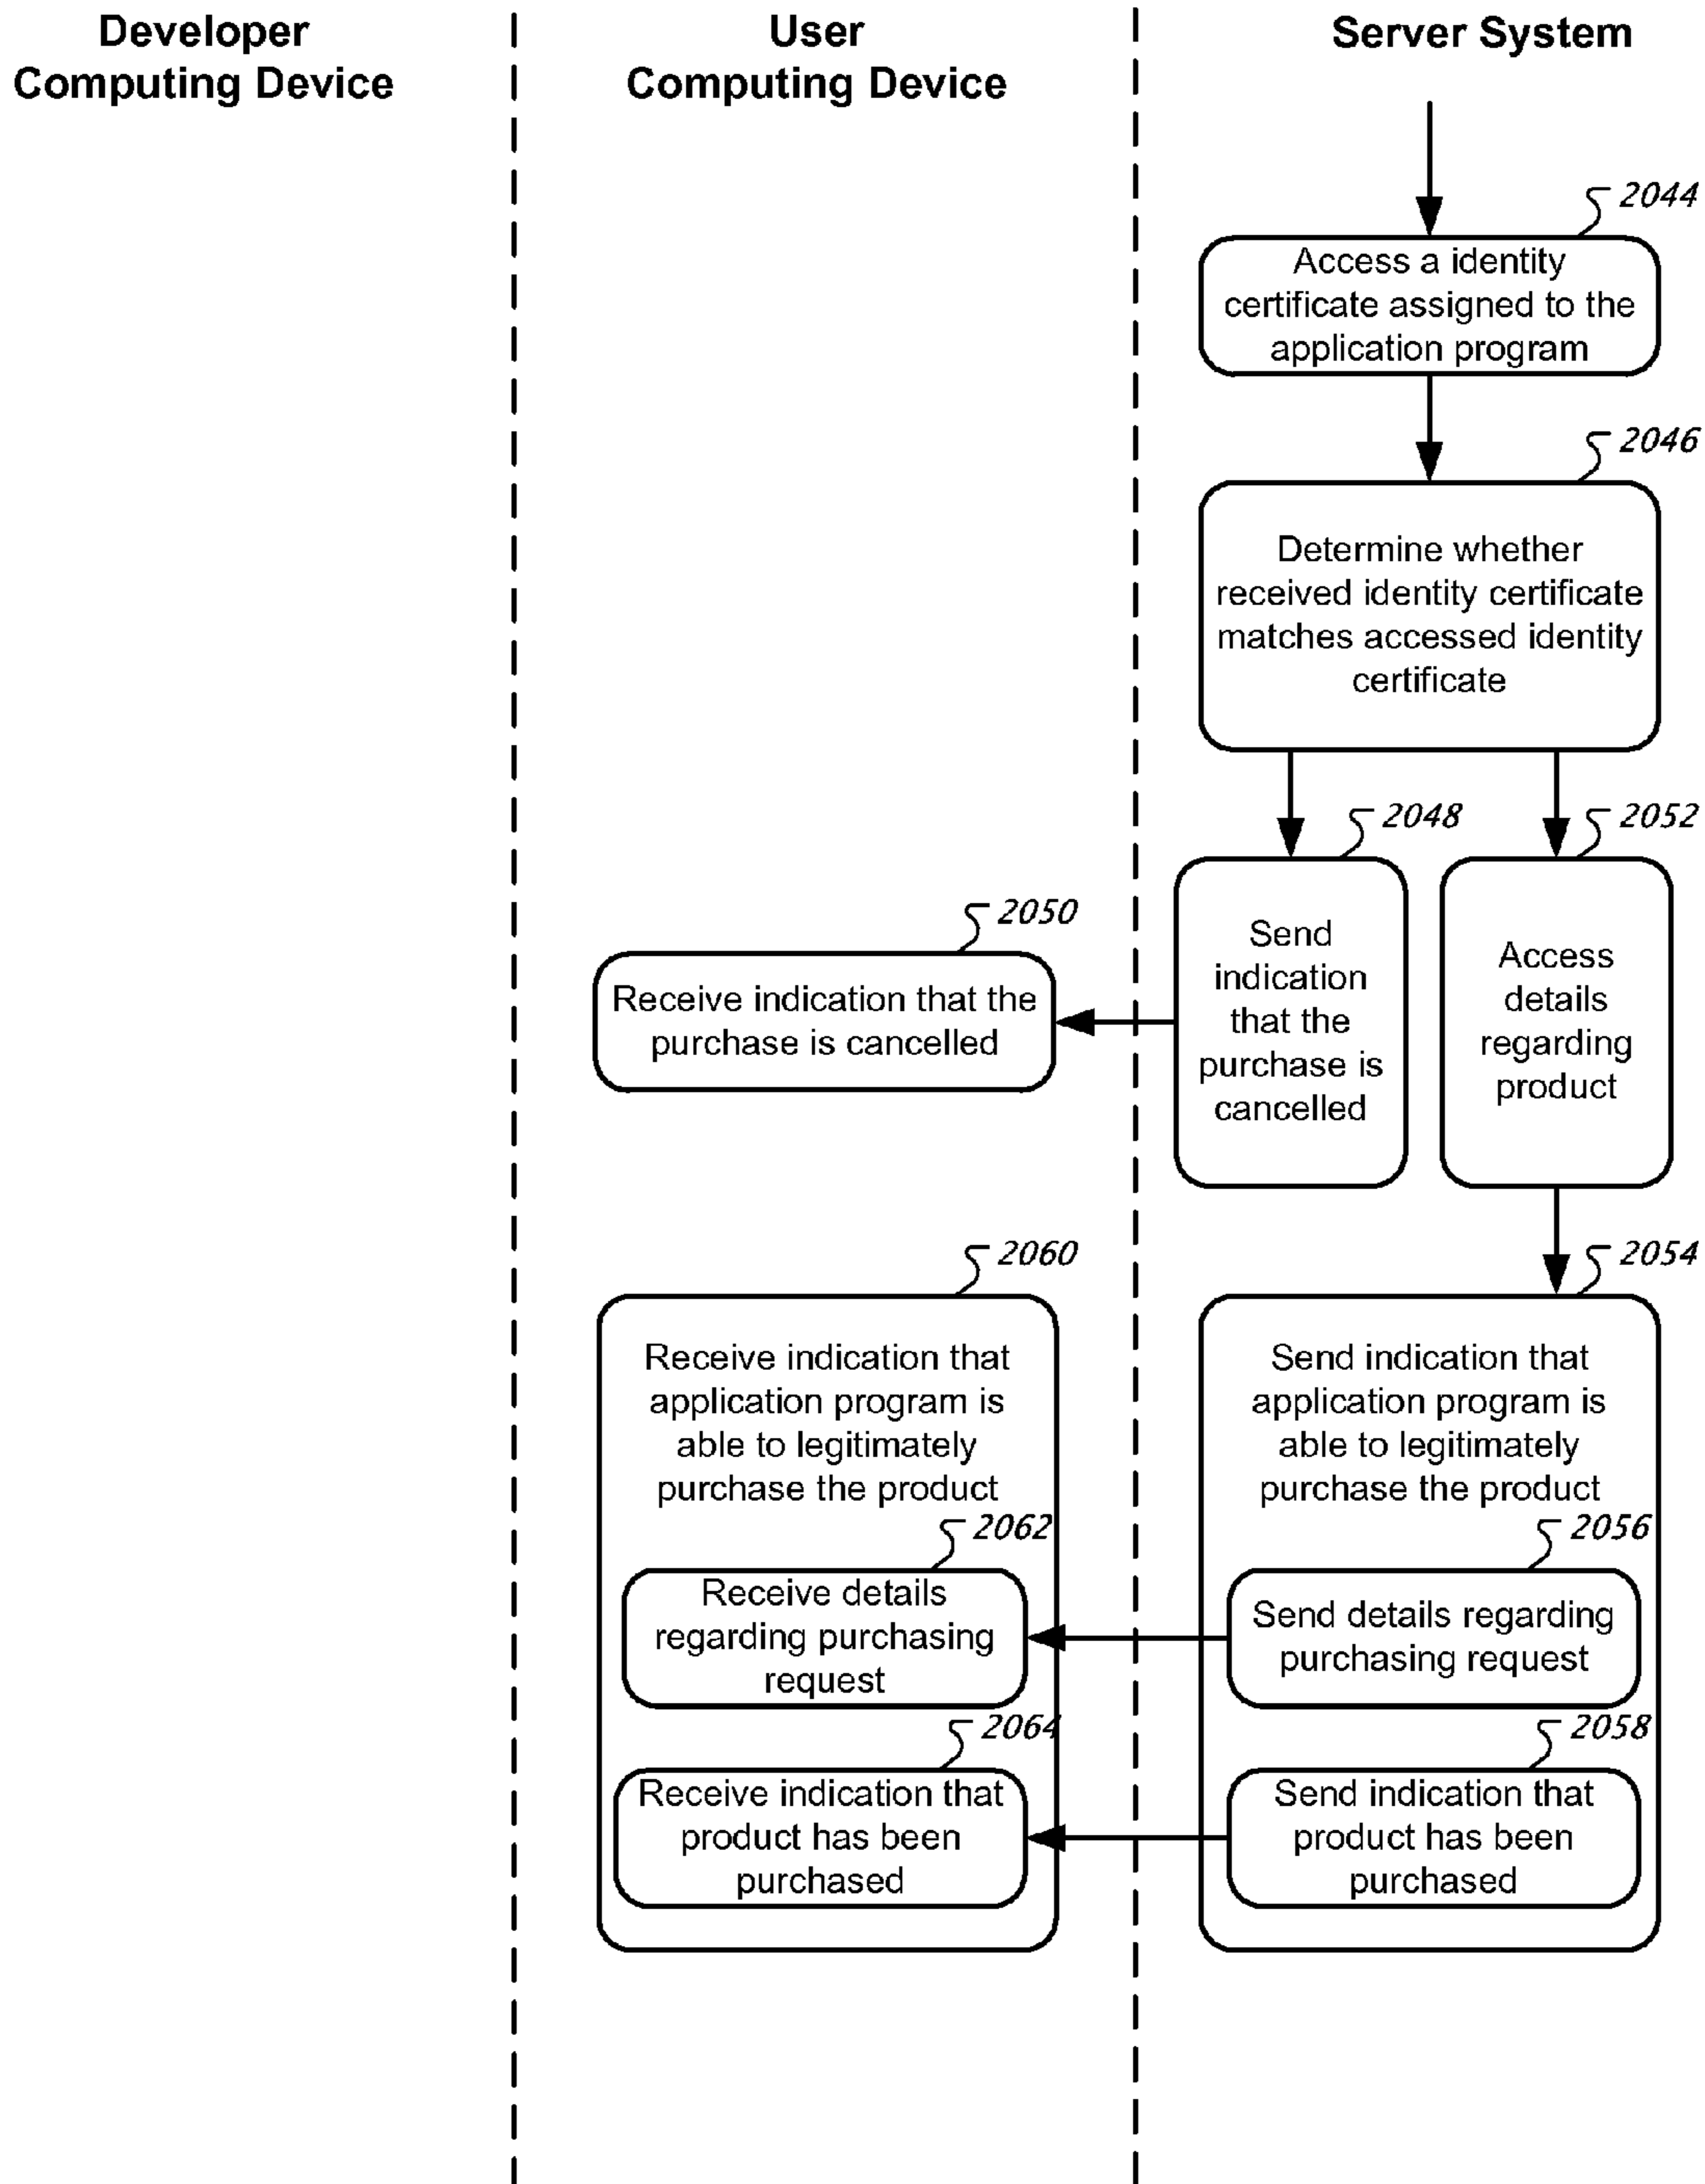 Developer
Computing Device
User
Computing Device
Server System
2044
Access a identity
certificate assigned to the
application program
2046
Determine whether
received identity certificate
matches accessed identity
certificate
2048
Send
indication
that the
purchase is
cancelled
2052
Access
details
regarding
product
2050
Receive indication that the
purchase is cancelled
2060
Receive indication that
application program is
able to legitimately
purchase the product
2062
Receive details
regarding purchasing
request
2064
Receive indication that
product has been
purchased
2054
Send indication that
application program is
able to legitimately
purchase the product
2056
Send details regarding
purchasing request
2058
Send indication that
product has been
purchased